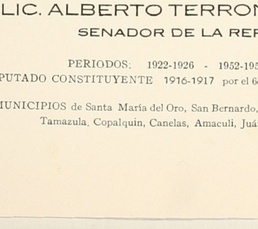 LIC. ALBERTO TERRON
SENADOR DE LA REP
PERIODOS: 1922-1926 - 1952-195
PUTADO CONSTITUYENTE 1916-1917 por el 6
MUNICIPIOS de Santa María del Oro, San Bernardo,
Tamazula, Copalquin, Canelas, Amaculi, Juá